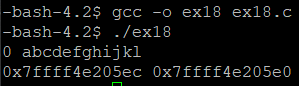 -bash-4.2$ gcc -o ex18 ex18.c
-bash-4.2$ ./ex18
0 abcdefghijkl
0x7ffff4e205ec 0x7ffff4e205e0